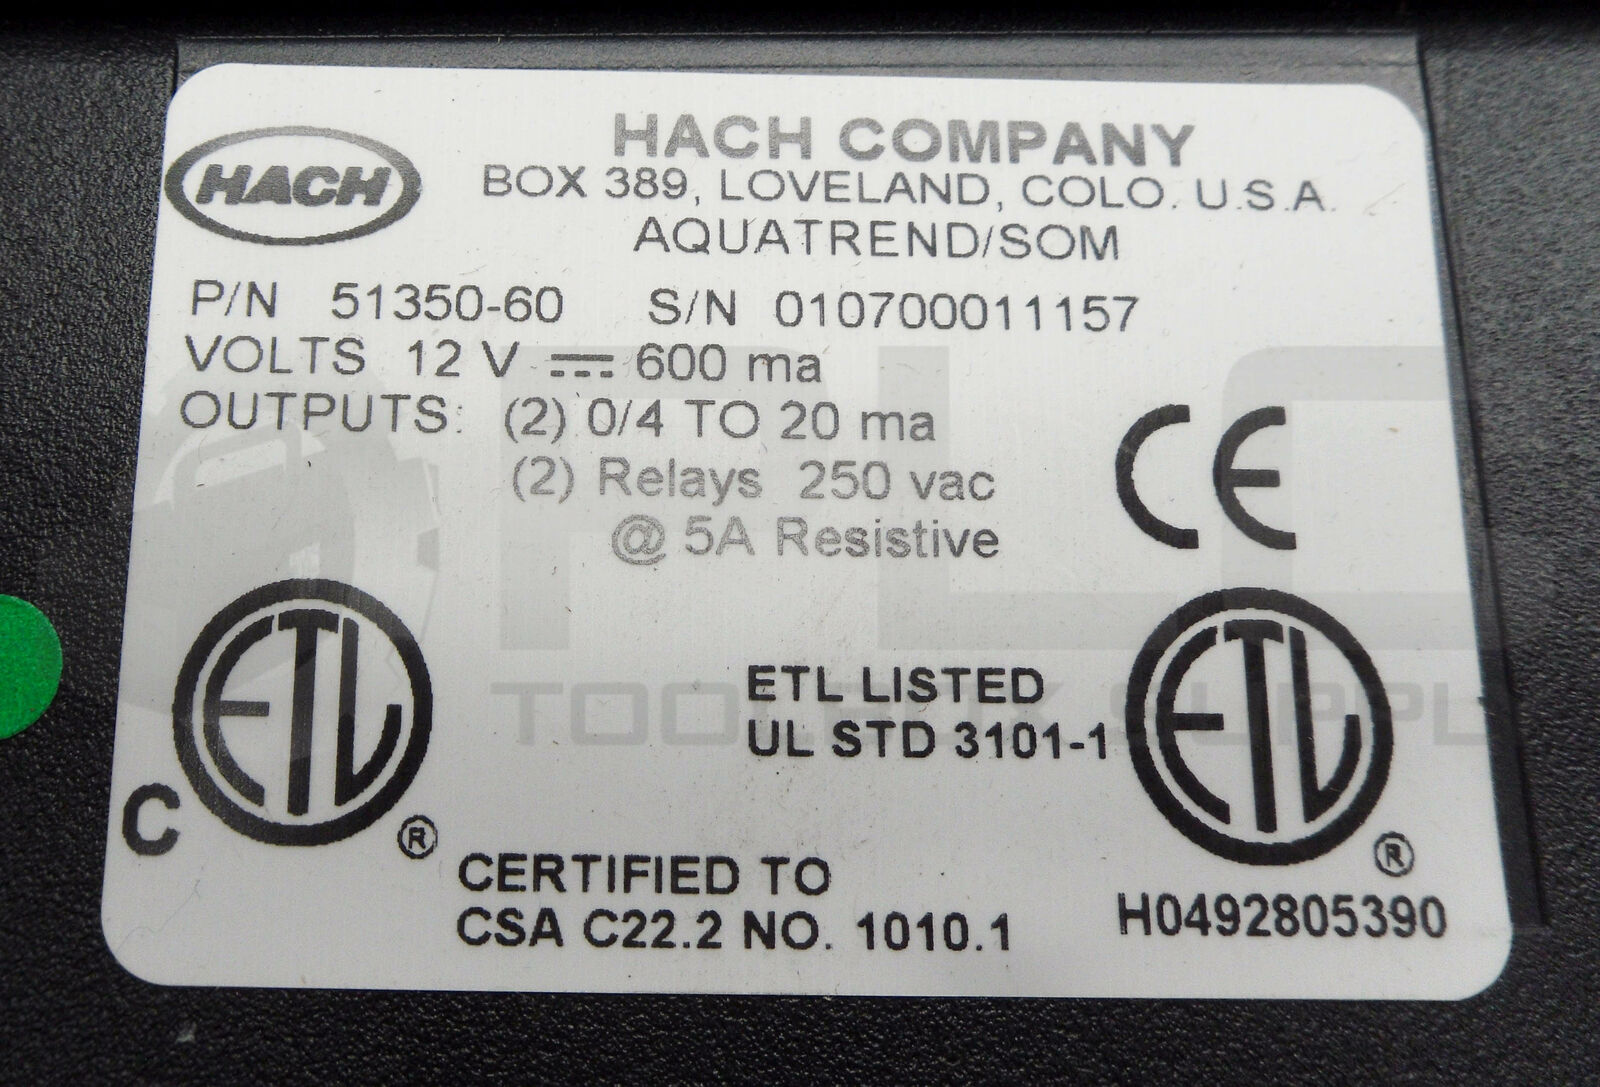 HACH
HACH COMPANY
BOX 389, LOVELAND, COLO. U.S.A.
AQUATREND/SOM
P/N 51350-60 S/N 010700011157
VOLTS 12 V ⎓ 600 ma
OUTPUTS: (2) 0/4 TO 20 ma
(2) Relays 250 vac
@ 5A Resistive
CE
ETL
C
®
ETL LISTED
UL STD 3101-1
ETL
®
CERTIFIED TO
CSA C22.2 NO. 1010.1
H0492805390
PLC
SUPPLY